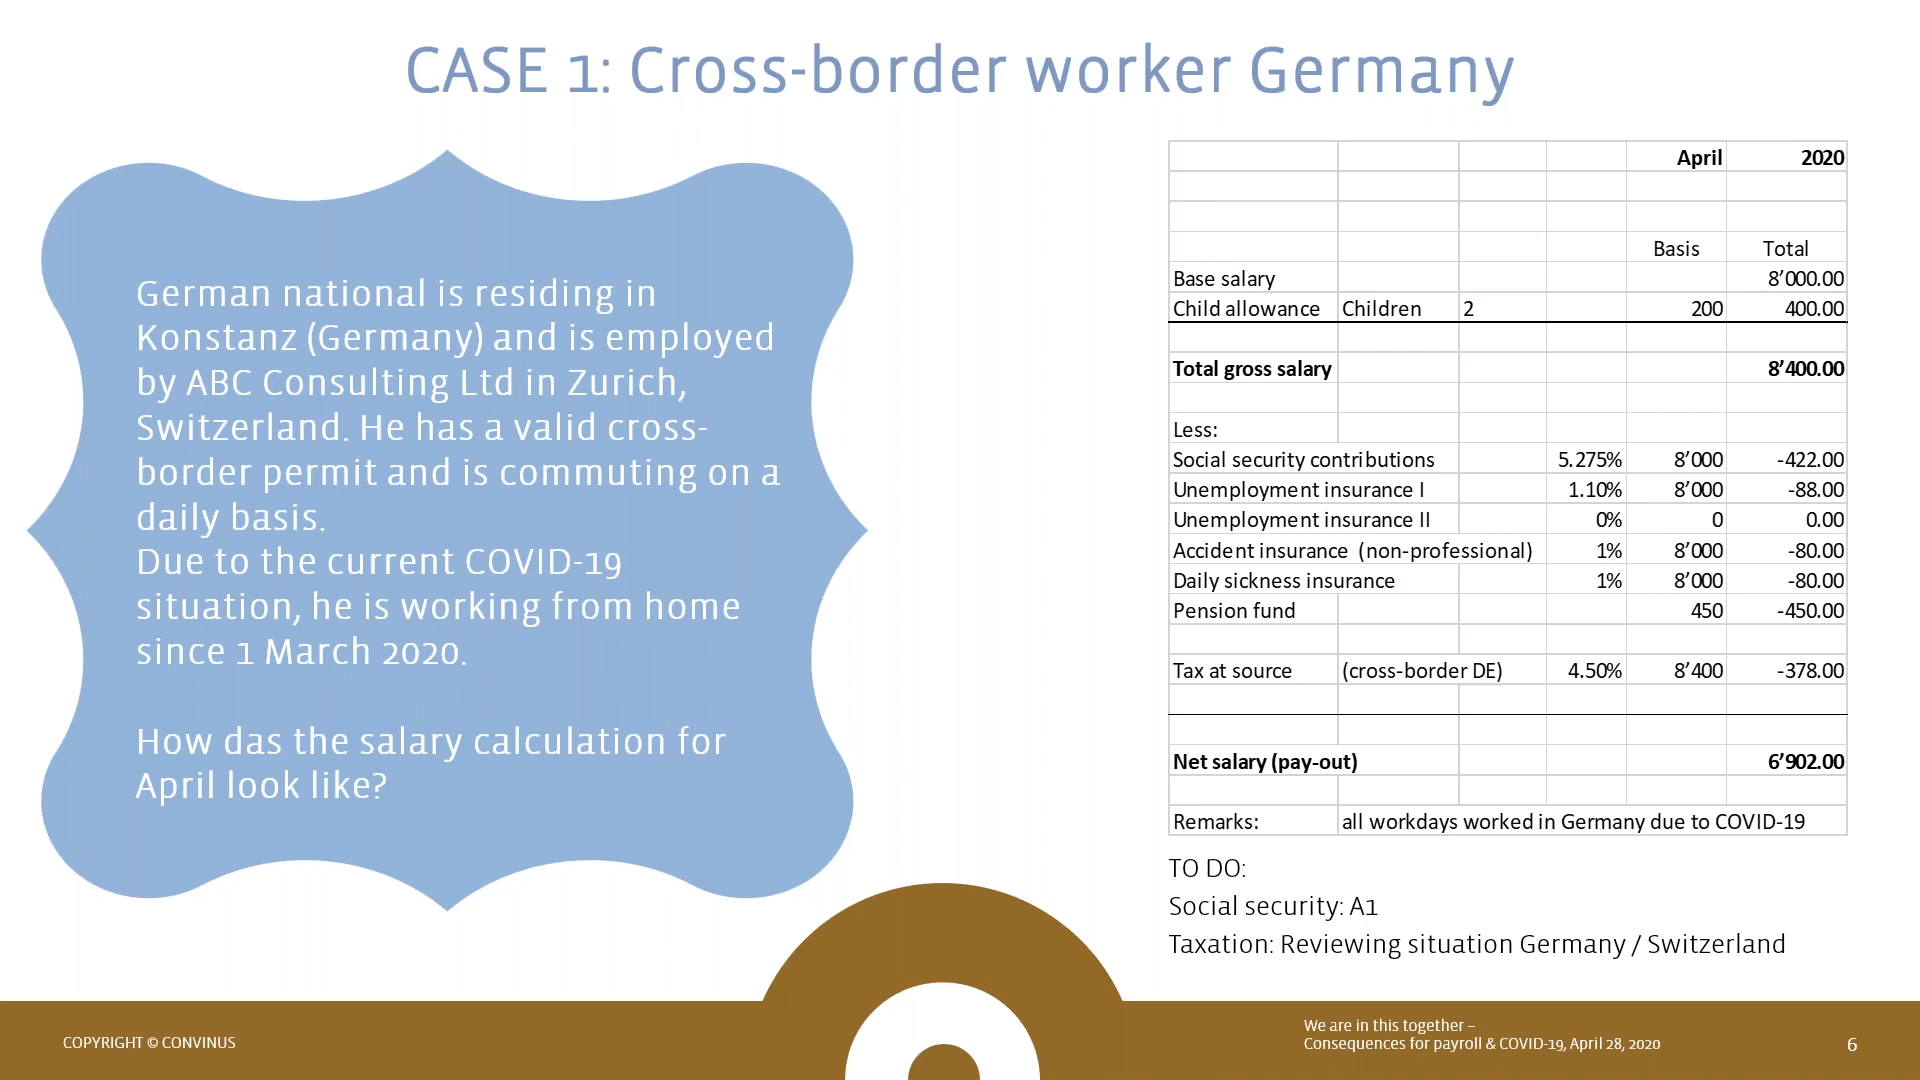 CASE 1: Cross-border worker Germany
German national is residing in
Konstanz (Germany) and is employed
by ABC Consulting Ltd in Zurich,
Switzerland. He has a valid cross-
border permit and is commuting on a
daily basis.
Due to the current COVID-19
situation, he is working from home
since 1 March 2020.
How das the salary calculation for
April look like?
April 2020
Basis Total
Base salary 8’000.00
Child allowance Children 2 200 400.00
Total gross salary 8’400.00
Less:
Social security contributions 5.275% 8’000 -422.00
Unemployment insurance I 1.10% 8’000 -88.00
Unemployment insurance II 0% 0 0.00
Accident insurance (non-professional) 1% 8’000 -80.00
Daily sickness insurance 1% 8’000 -80.00
Pension fund 450 -450.00
Tax at source (cross-border DE) 4.50% 8’400 -378.00
Net salary (pay-out) 6’902.00
Remarks: all workdays worked in Germany due to COVID-19
TO DO:
Social security: A1
Taxation: Reviewing situation Germany / Switzerland
COPYRIGHT © CONVINUS
We are in this together –
Consequences for payroll & COVID-19, April 28, 2020
6